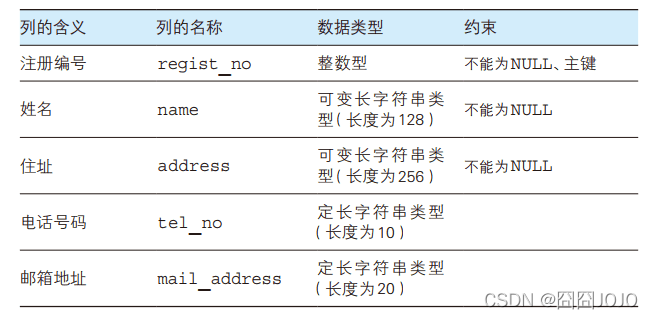 列的含义 列的名称 数据类型 约束
注册编号 regist_no 整数型 不能为NULL、主键
姓名 name 可变长字符串类型(长度为128) 不能为NULL
住址 address 可变长字符串类型(长度为256) 不能为NULL
电话号码 tel_no 定长字符串类型(长度为10)
邮箱地址 mail_address 定长字符串类型(长度为20)
CSDN @囧囧JOJO